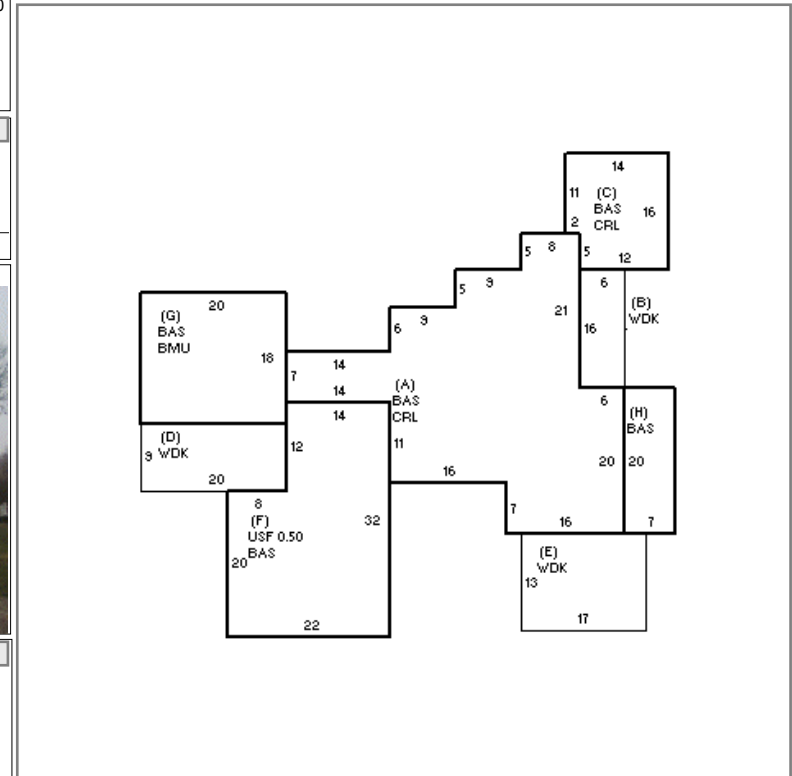 14
11 (C)
BAS 16
2 CRL
5 8 5 12
5 9 6
21 (B)
WDK
20
(G)
BAS
BMU
6 9 16
18
14
7
14 (A)
BAS
CRL
14
6 (H)
BAS
(D)
WDK
9
12 11
20 20
16
20
8
(F)
USF 0.50
BAS
32
7
16 7
20
(E)
WDK
13
17
22